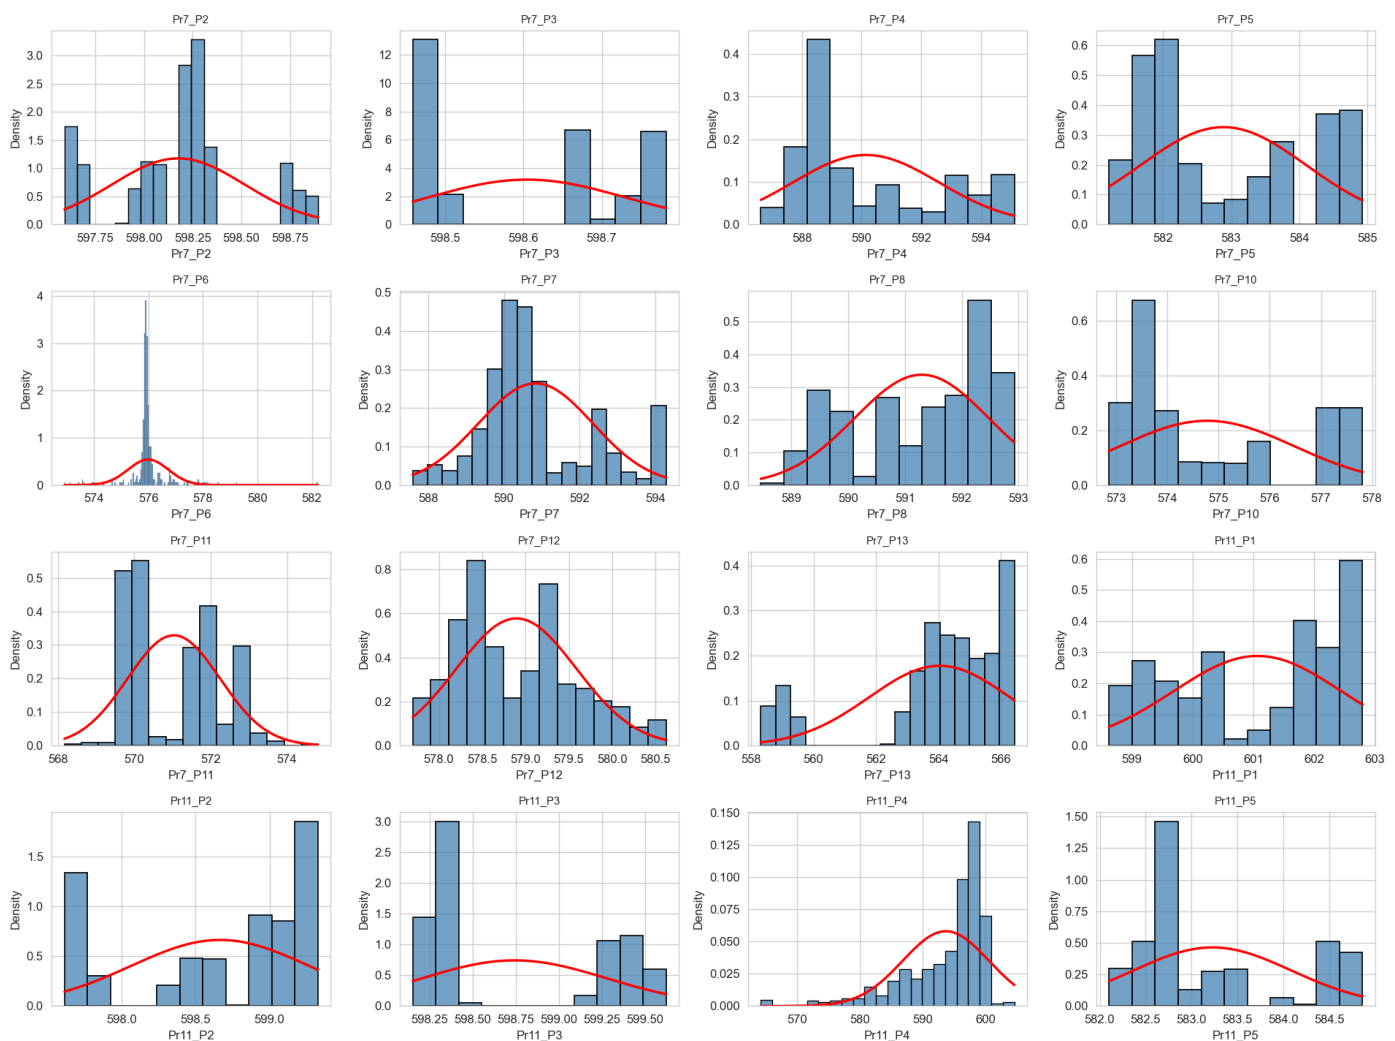 Pr7_P2
Density
3.0
2.5
2.0
1.5
1.0
0.5
0.0
597.75 598.00 598.25 598.50 598.75
Pr7_P2
Pr7_P3
Density
12
10
8
6
4
2
0
598.5 598.6 598.7
Pr7_P3
Pr7_P4
Density
0.4
0.3
0.2
0.1
0.0
588 590 592 594
Pr7_P4
Pr7_P5
Density
0.6
0.5
0.4
0.3
0.2
0.1
0.0
582 583 584 585
Pr7_P5
Pr7_P6
Density
4
3
2
1
0
574 576 578 580 582
Pr7_P6
Pr7_P7
Density
0.5
0.4
0.3
0.2
0.1
0.0
588 590 592 594
Pr7_P7
Pr7_P8
Density
0.5
0.4
0.3
0.2
0.1
0.0
589 590 591 592 593
Pr7_P8
Pr7_P10
Density
0.6
0.4
0.2
0.0
573 574 575 576 577 578
Pr7_P10
Pr7_P11
Density
0.5
0.4
0.3
0.2
0.1
0.0
568 570 572 574
Pr7_P11
Pr7_P12
Density
0.8
0.6
0.4
0.2
0.0
578.0 578.5 579.0 579.5 580.0 580.5
Pr7_P12
Pr7_P13
Density
0.4
0.3
0.2
0.1
0.0
558 560 562 564 566
Pr7_P13
Pr11_P1
Density
0.6
0.5
0.4
0.3
0.2
0.1
0.0
599 600 601 602 603
Pr11_P1
Pr11_P2
Density
1.5
1.0
0.5
0.0
598.0 598.5 599.0
Pr11_P2
Pr11_P3
Density
3.0
2.5
2.0
1.5
1.0
0.5
0.0
598.25 598.50 598.75 599.00 599.25 599.50
Pr11_P3
Pr11_P4
Density
0.150
0.125
0.100
0.075
0.050
0.025
0.000
570 580 590 600
Pr11_P4
Pr11_P5
Density
1.50
1.25
1.00
0.75
0.50
0.25
0.00
582.0 582.5 583.0 583.5 584.0 584.5
Pr11_P5